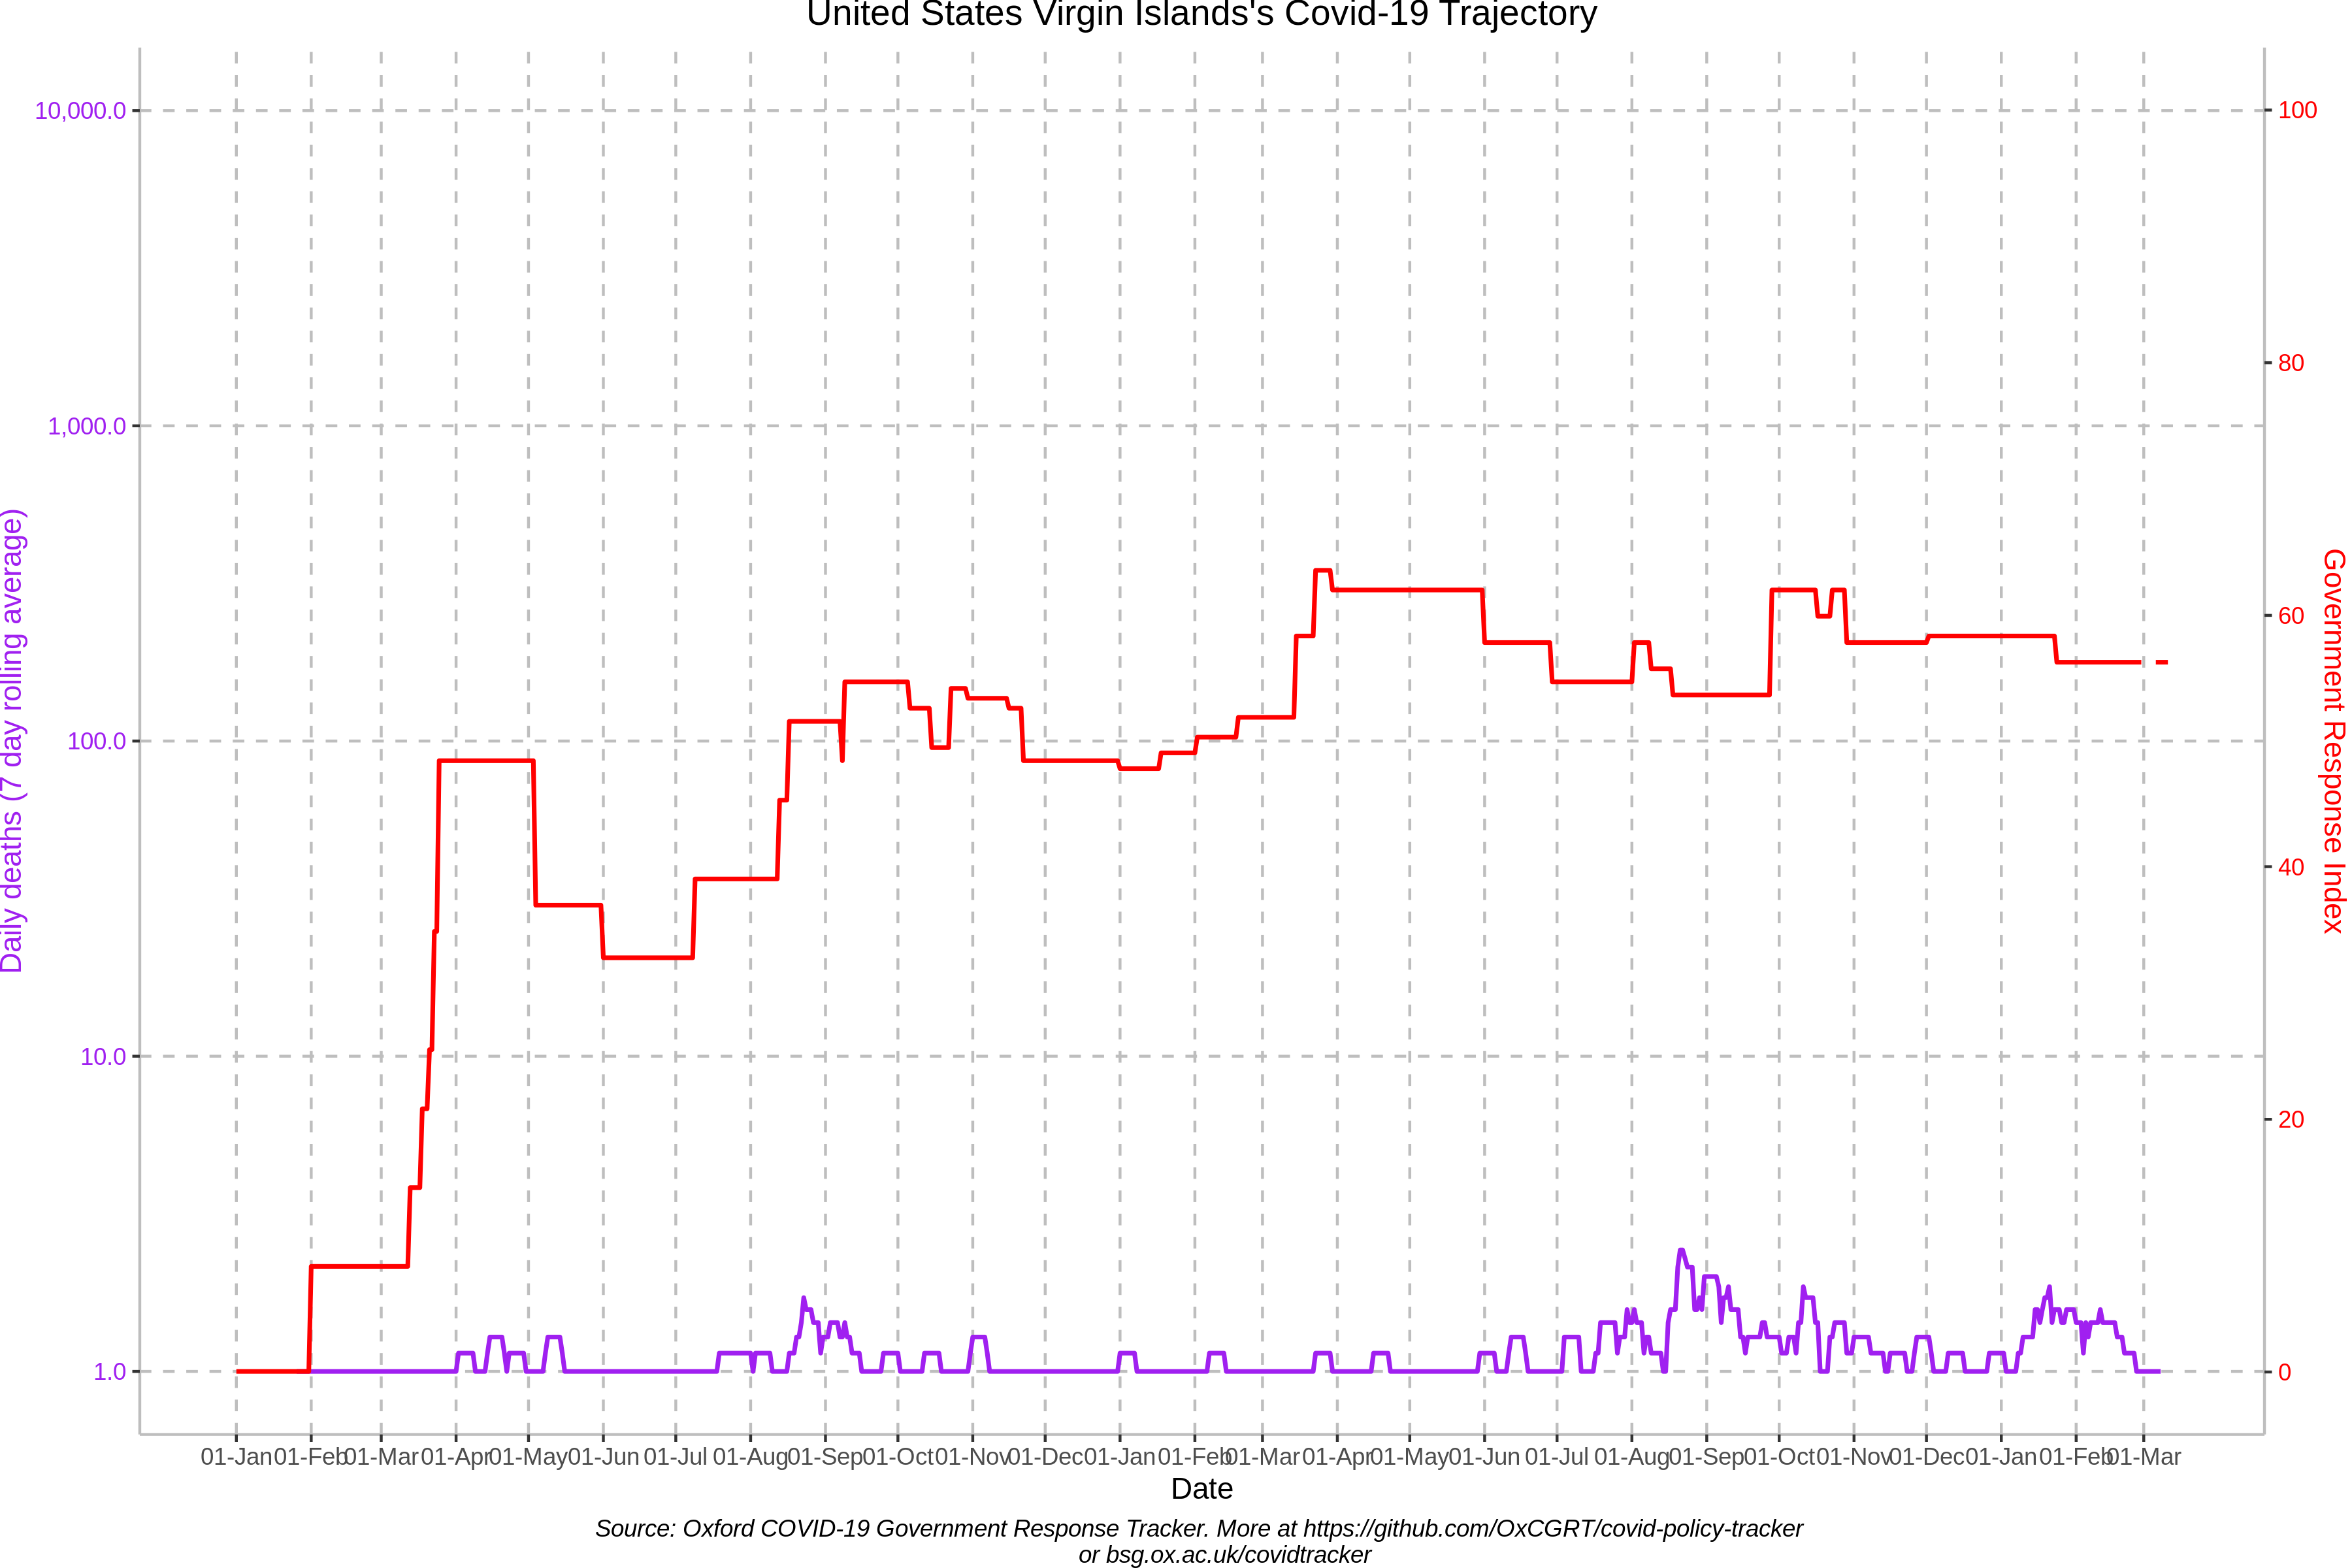 United States Virgin Islands's Covid-19 Trajectory
10,000.0
1,000.0
100.0
10.0
1.0
Daily deaths (7 day rolling average)
100
80
60
40
20
0
Government Response Index
01-Jan 01-Feb 01-Mar 01-Apr 01-May 01-Jun 01-Jul 01-Aug 01-Sep 01-Oct 01-Nov 01-Dec 01-Jan 01-Feb 01-Mar 01-Apr 01-May 01-Jun 01-Jul 01-Aug 01-Sep 01-Oct 01-Nov 01-Dec 01-Jan 01-Feb 01-Mar
Date
Source: Oxford COVID-19 Government Response Tracker. More at https://github.com/OxCGRT/covid-policy-tracker
or bsg.ox.ac.uk/covidtracker